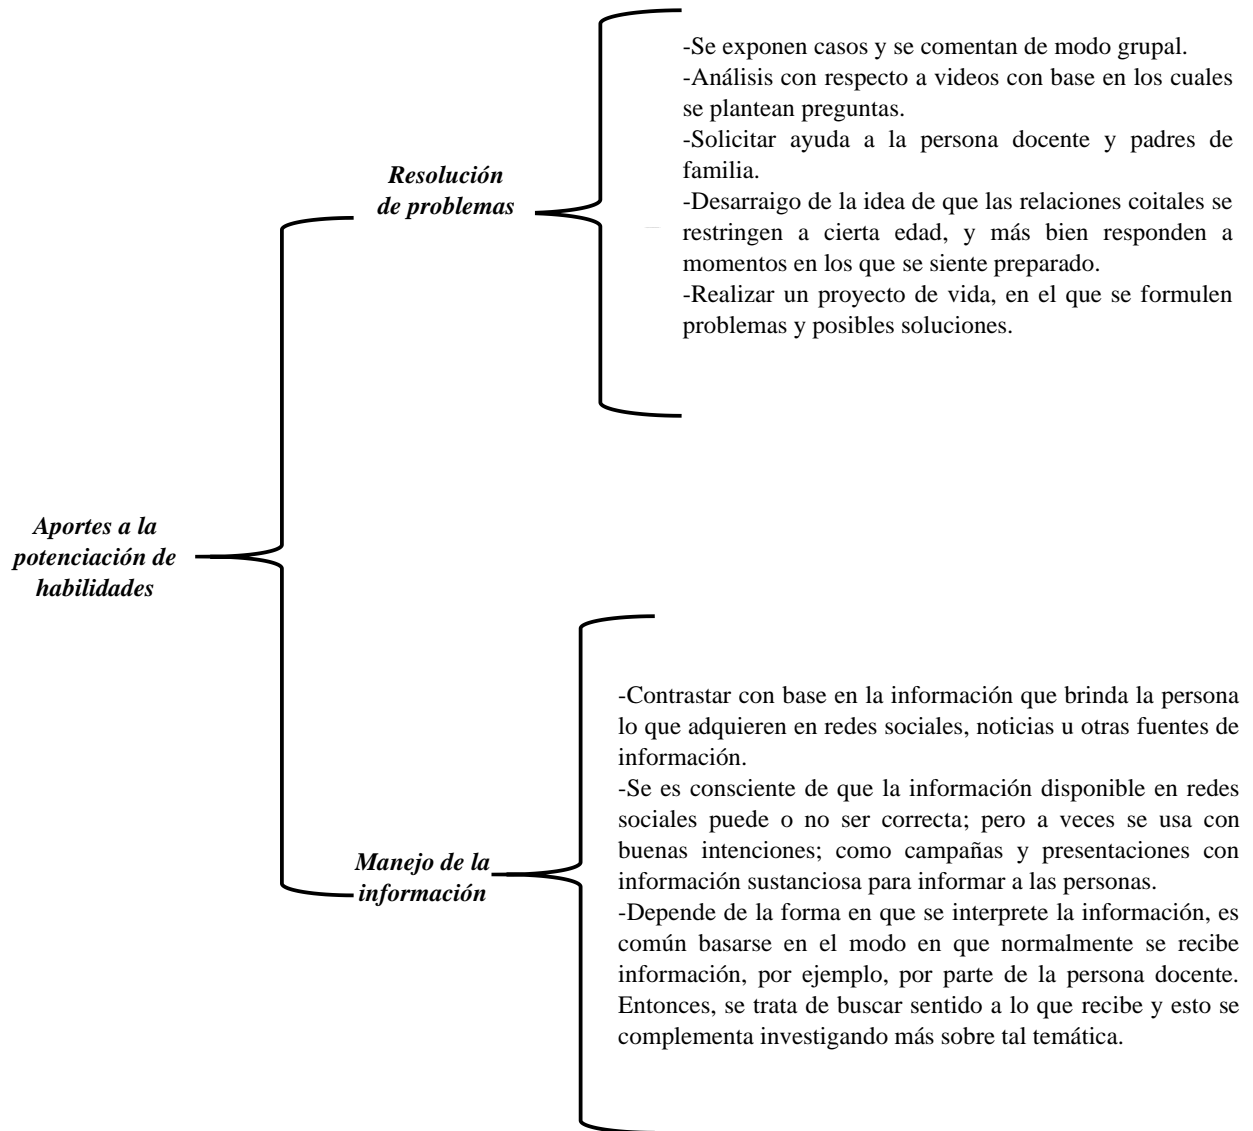 Aportes a la
potenciación de
habilidades
Resolución
de problemas
-Se exponen casos y se comentan de modo grupal.
-Análisis con respecto a videos con base en los cuales
se plantean preguntas.
-Solicitar ayuda a la persona docente y padres de
familia.
-Desarraigo de la idea de que las relaciones coitales se
restringen a cierta edad, y más bien responden a
momentos en los que se siente preparado.
-Realizar un proyecto de vida, en el que se formulen
problemas y posibles soluciones.
Manejo de la
información
-Contrastar con base en la información que brinda la persona
lo que adquieren en redes sociales, noticias u otras fuentes de
información.
-Se es consciente de que la información disponible en redes
sociales puede o no ser correcta; pero a veces se usa con
buenas intenciones; como campañas y presentaciones con
información sustanciosa para informar a las personas.
-Depende de la forma en que se interprete la información, es
común basarse en el modo en que normalmente se recibe
información, por ejemplo, por parte de la persona docente.
Entonces, se trata de buscar sentido a lo que recibe y esto se
complementa investigando más sobre tal temática.